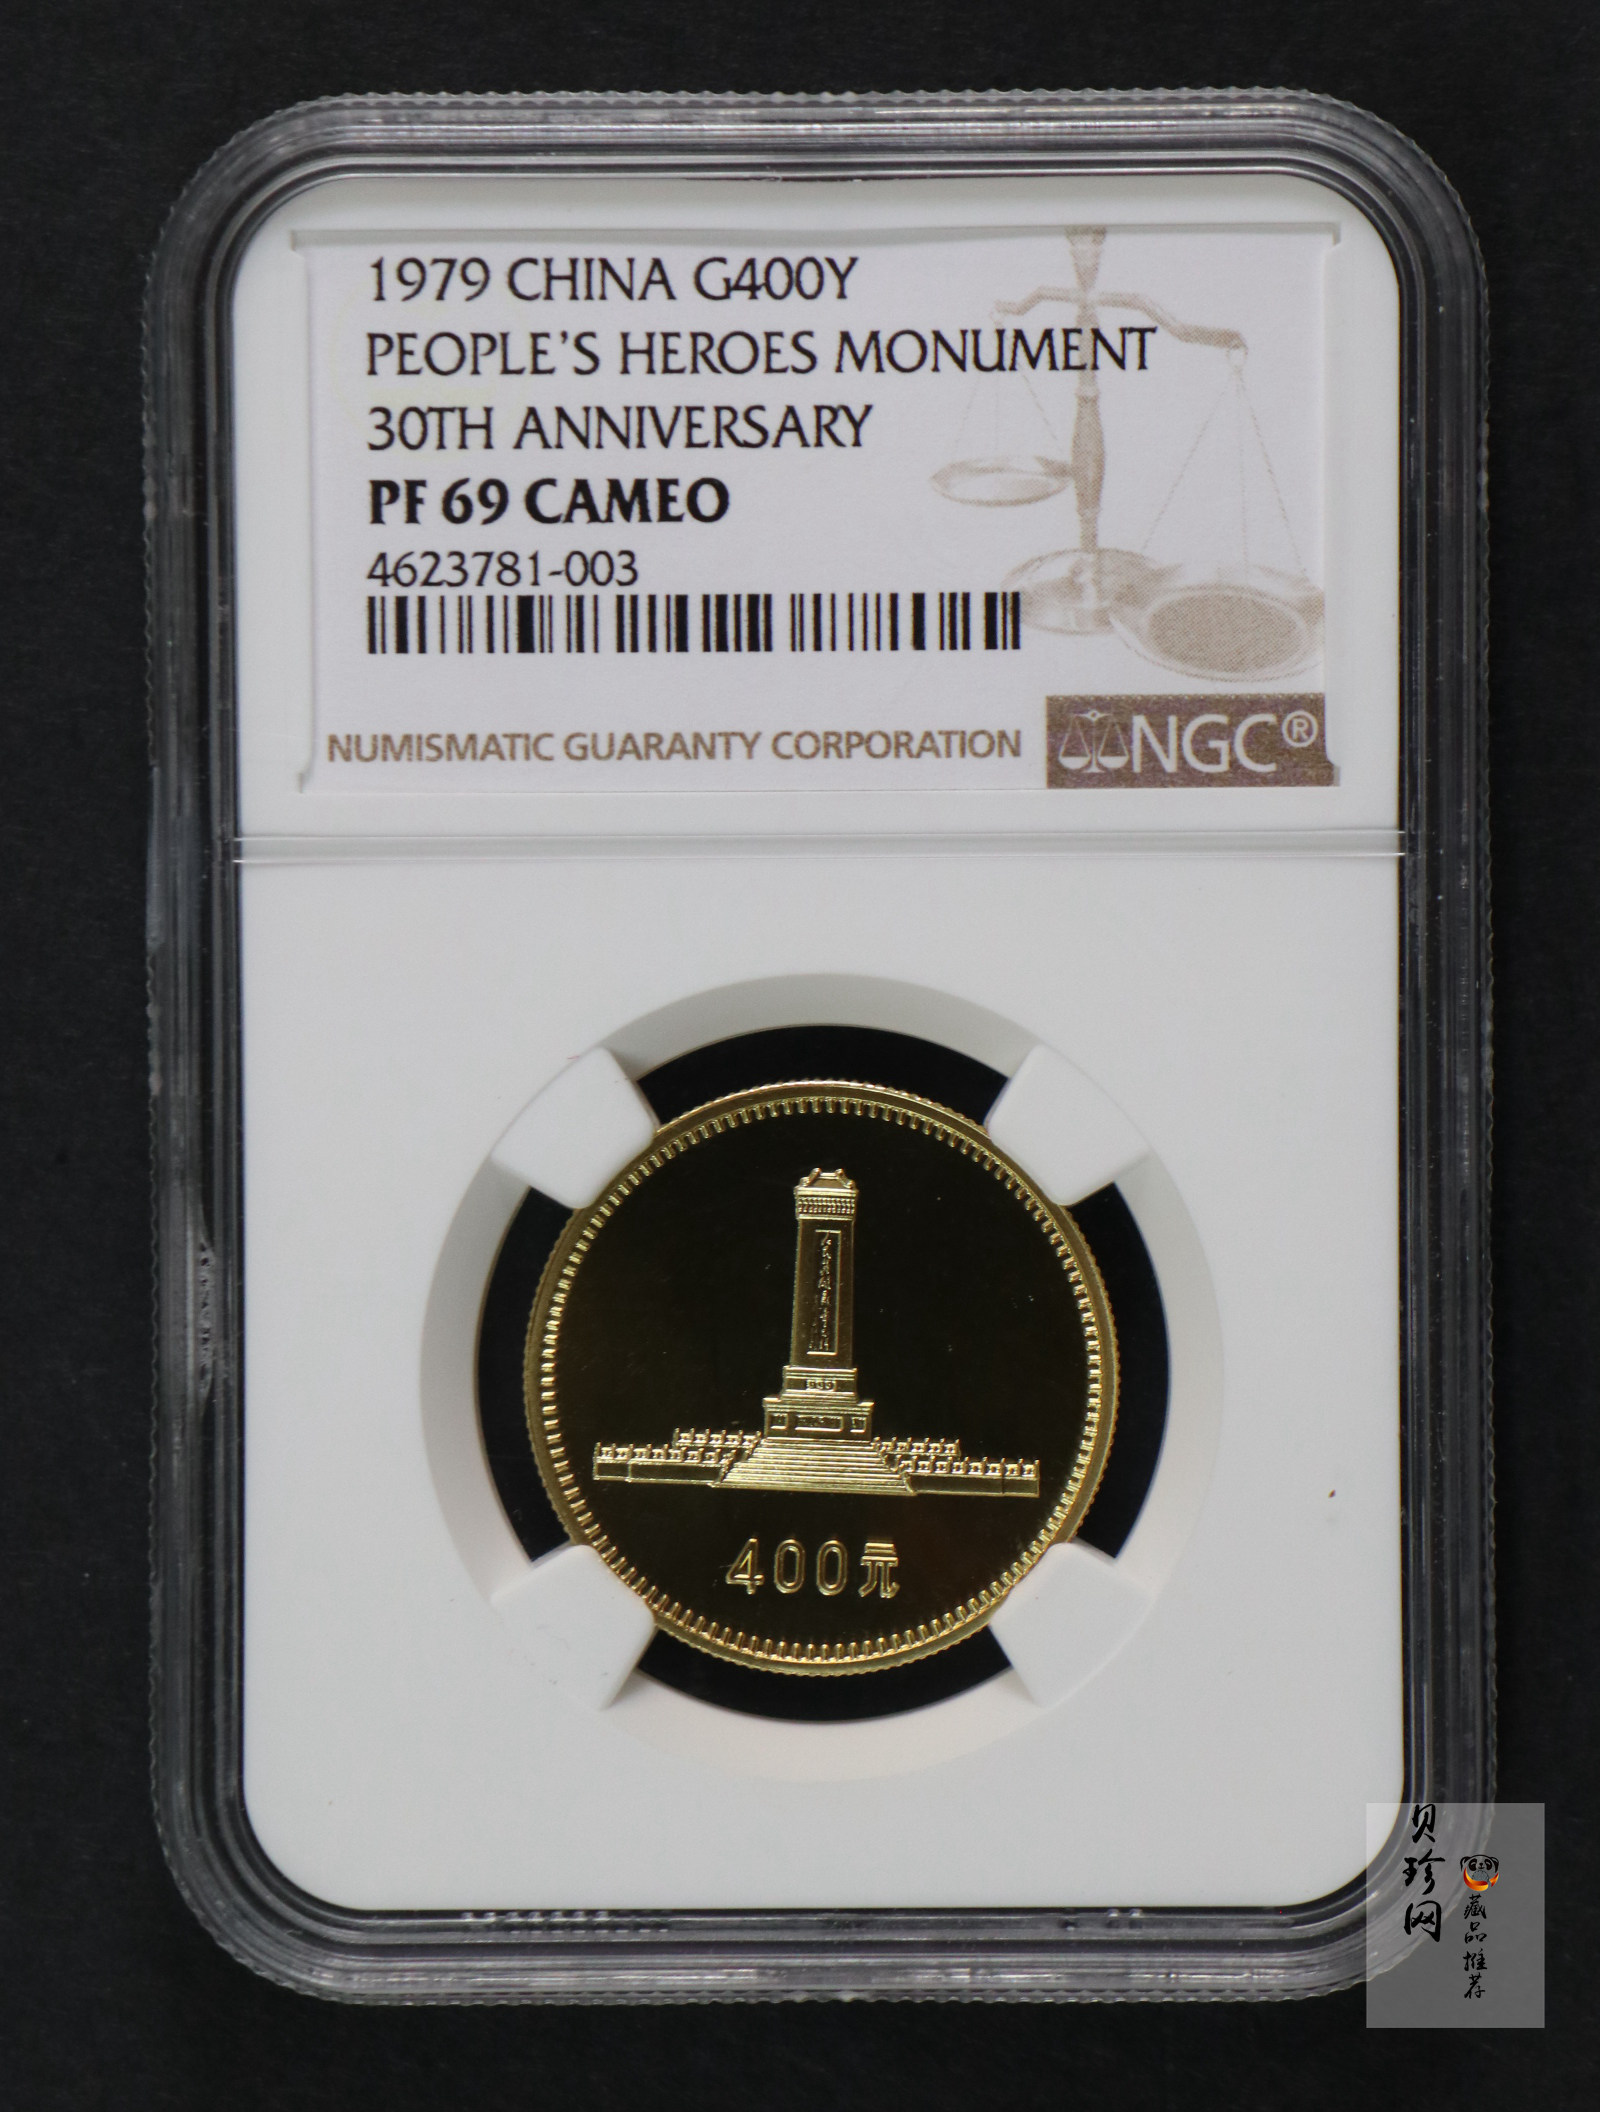 1979 CHINA G400Y
PEOPLE'S HEROES MONUMENT
30TH ANNIVERSARY
PF 69 CAMEO
4623781-003
NUMISMATIC GUARANTY CORPORATION
NGC®
400元
贝珍网
藏品推荐